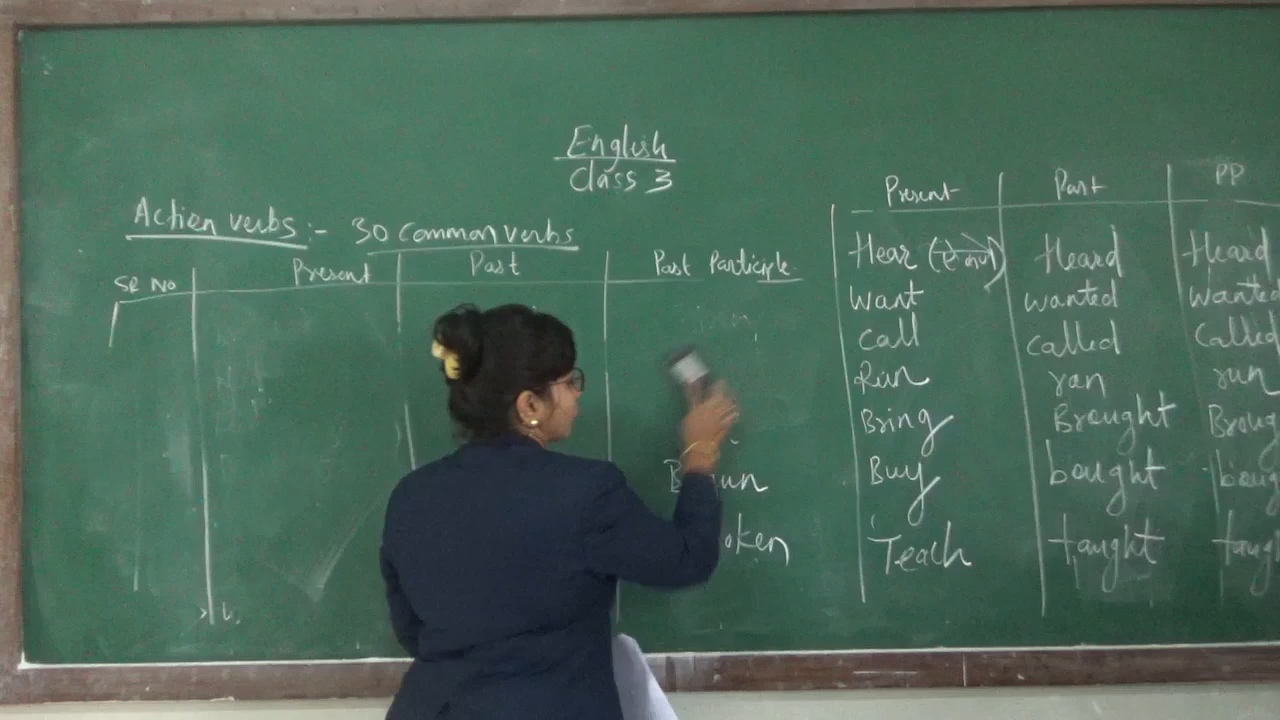 English
Class 3
Action verbs :- 30 Common verbs
SR No Present Past Past Participle
Present Past PP
Hear Heard Heard
Want Wanted Wanted
Call Called Called
Run ran run
Bring Brought
Buy bought
Teach taught